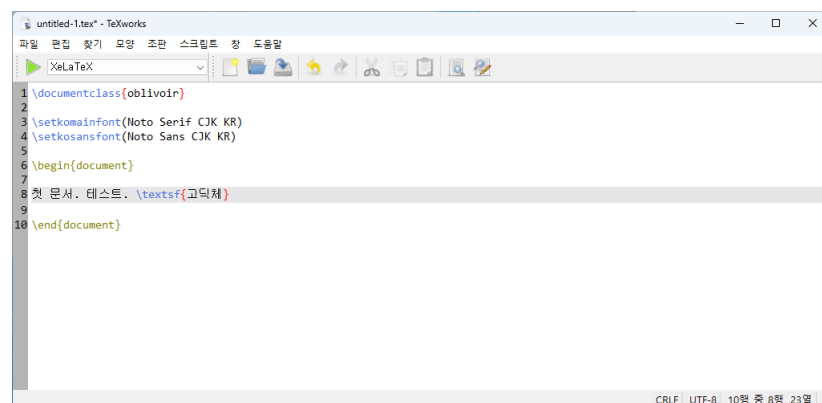 untitled-1.tex* - TeXworks
파일 편집 찾기 모양 조판 스크립트 창 도움말
XeLaTeX
1 \documentclass{oblivoir}
2
3 \setkomainfont(Noto Serif CJK KR)
4 \setkosansfont(Noto Sans CJK KR)
5
6 \begin{document}
7
8 첫 문서. 테스트. \textsf{고딕체}
9
10 \end{document}
CRLF UTF-8 10행 중 8행, 23열